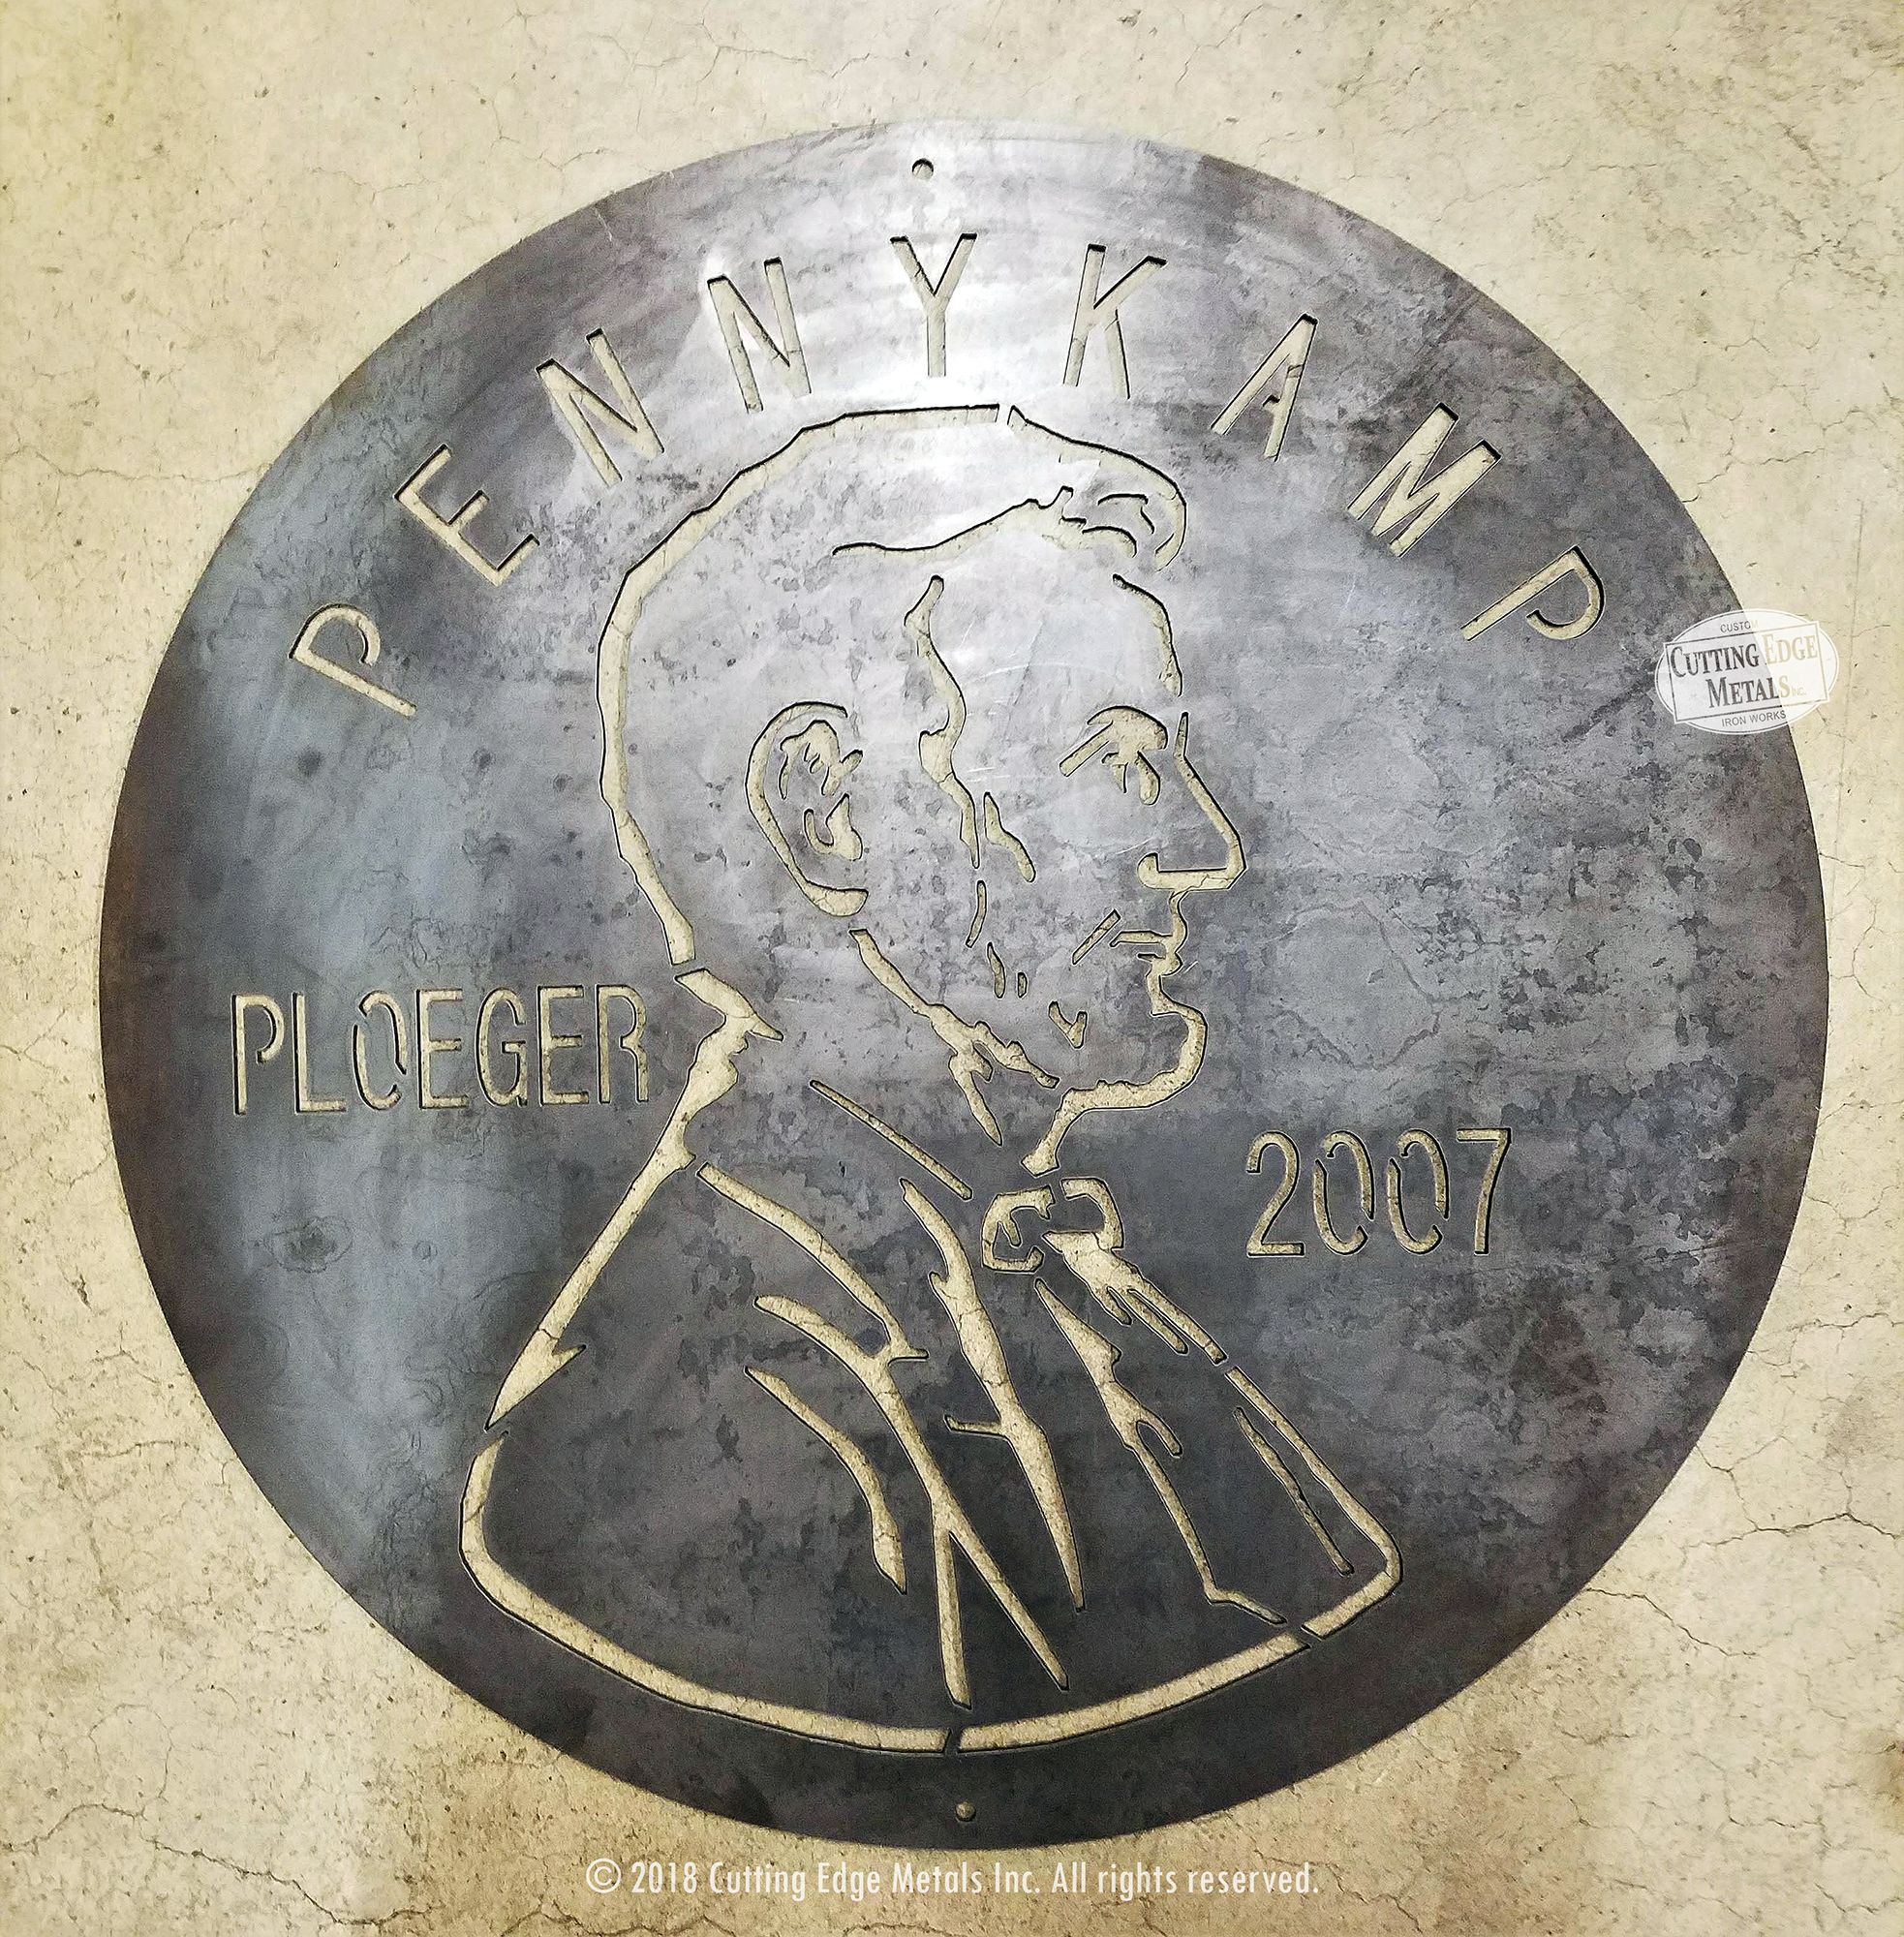 PENNYKAMP
CUSTOM
CUTTING EDGE
METALS INC.
IRON WORKS
PLOEGER
2007
© 2018 Cutting Edge Metals Inc. All rights reserved.